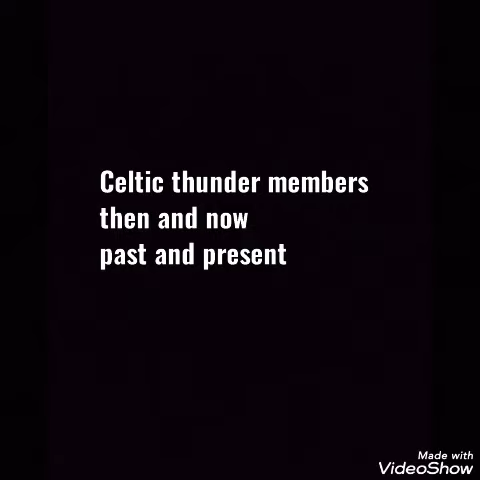 Celtic thunder members
then and now
past and present
Made with
VideoShow